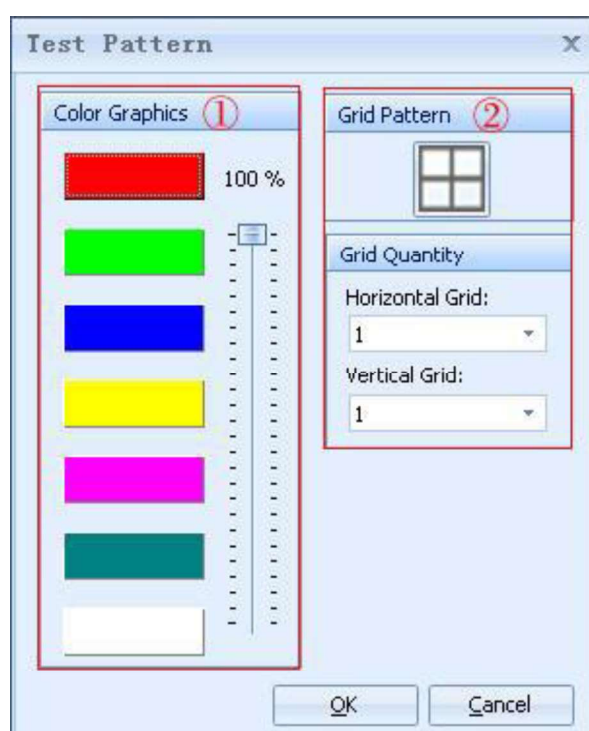 Test Pattern
x
Color Graphics ①
100 %
Grid Pattern ②
Grid Quantity
Horizontal Grid:
1
Vertical Grid:
1
OK
Cancel